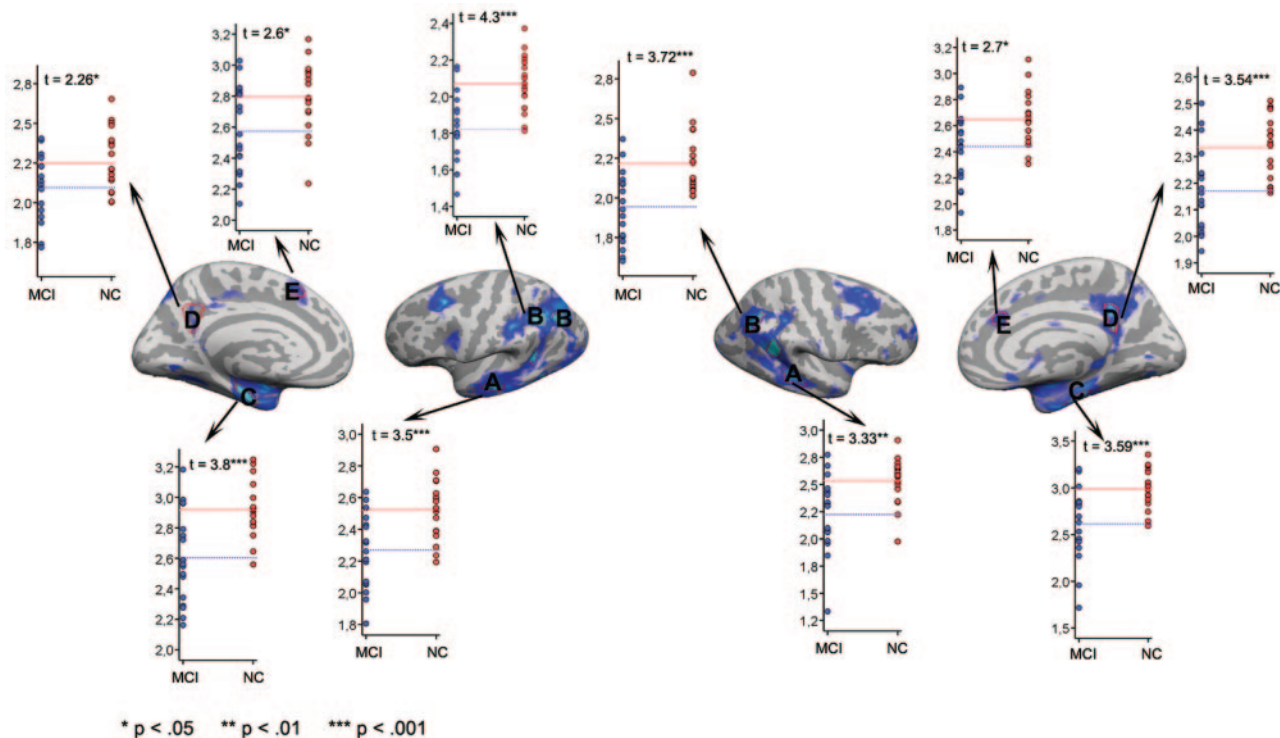 t = 2.26*
2,8
2,5
2,2
2,0
1,8
MCI NC
t = 2.6*
3,2
3,0
2,8
2,6
2,4
2,2
2,0
MCI NC
t = 4.3***
2,4
2,2
2,0
1,8
1,6
1,4
MCI NC
t = 3.72***
2,8
2,5
2,2
2,0
1,8
MCI NC
t = 2.7*
3,2
3,0
2,8
2,6
2,4
2,2
2,0
1,8
MCI NC
t = 3.54***
2,6
2,5
2,4
2,3
2,2
2,1
2,0
1,9
MCI NC
D
E
C
B B
A
B
A
E
D
C
t = 3.8***
3,2
3,0
2,8
2,6
2,4
2,2
2,0
MCI NC
t = 3.5***
3,0
2,8
2,6
2,4
2,2
2,0
1,8
MCI NC
t = 3.33**
3,0
2,8
2,5
2,2
2,0
1,8
1,5
1,2
MCI NC
t = 3.59***
3,5
3,0
2,5
2,0
1,5
MCI NC
* p < .05 ** p < .01 *** p < .001